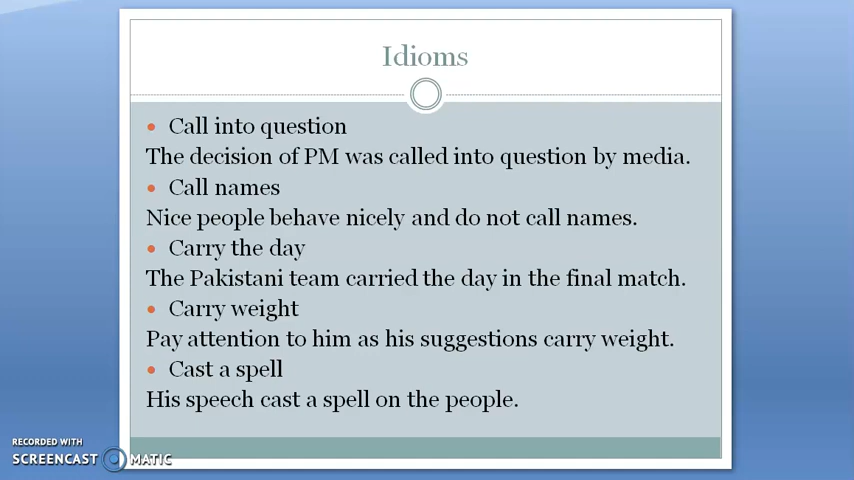 Idioms
Call into question
The decision of PM was called into question by media.
Call names
Nice people behave nicely and do not call names.
Carry the day
The Pakistani team carried the day in the final match.
Carry weight
Pay attention to him as his suggestions carry weight.
Cast a spell
His speech cast a spell on the people.
RECORDED WITH
SCREENCAST MATIC